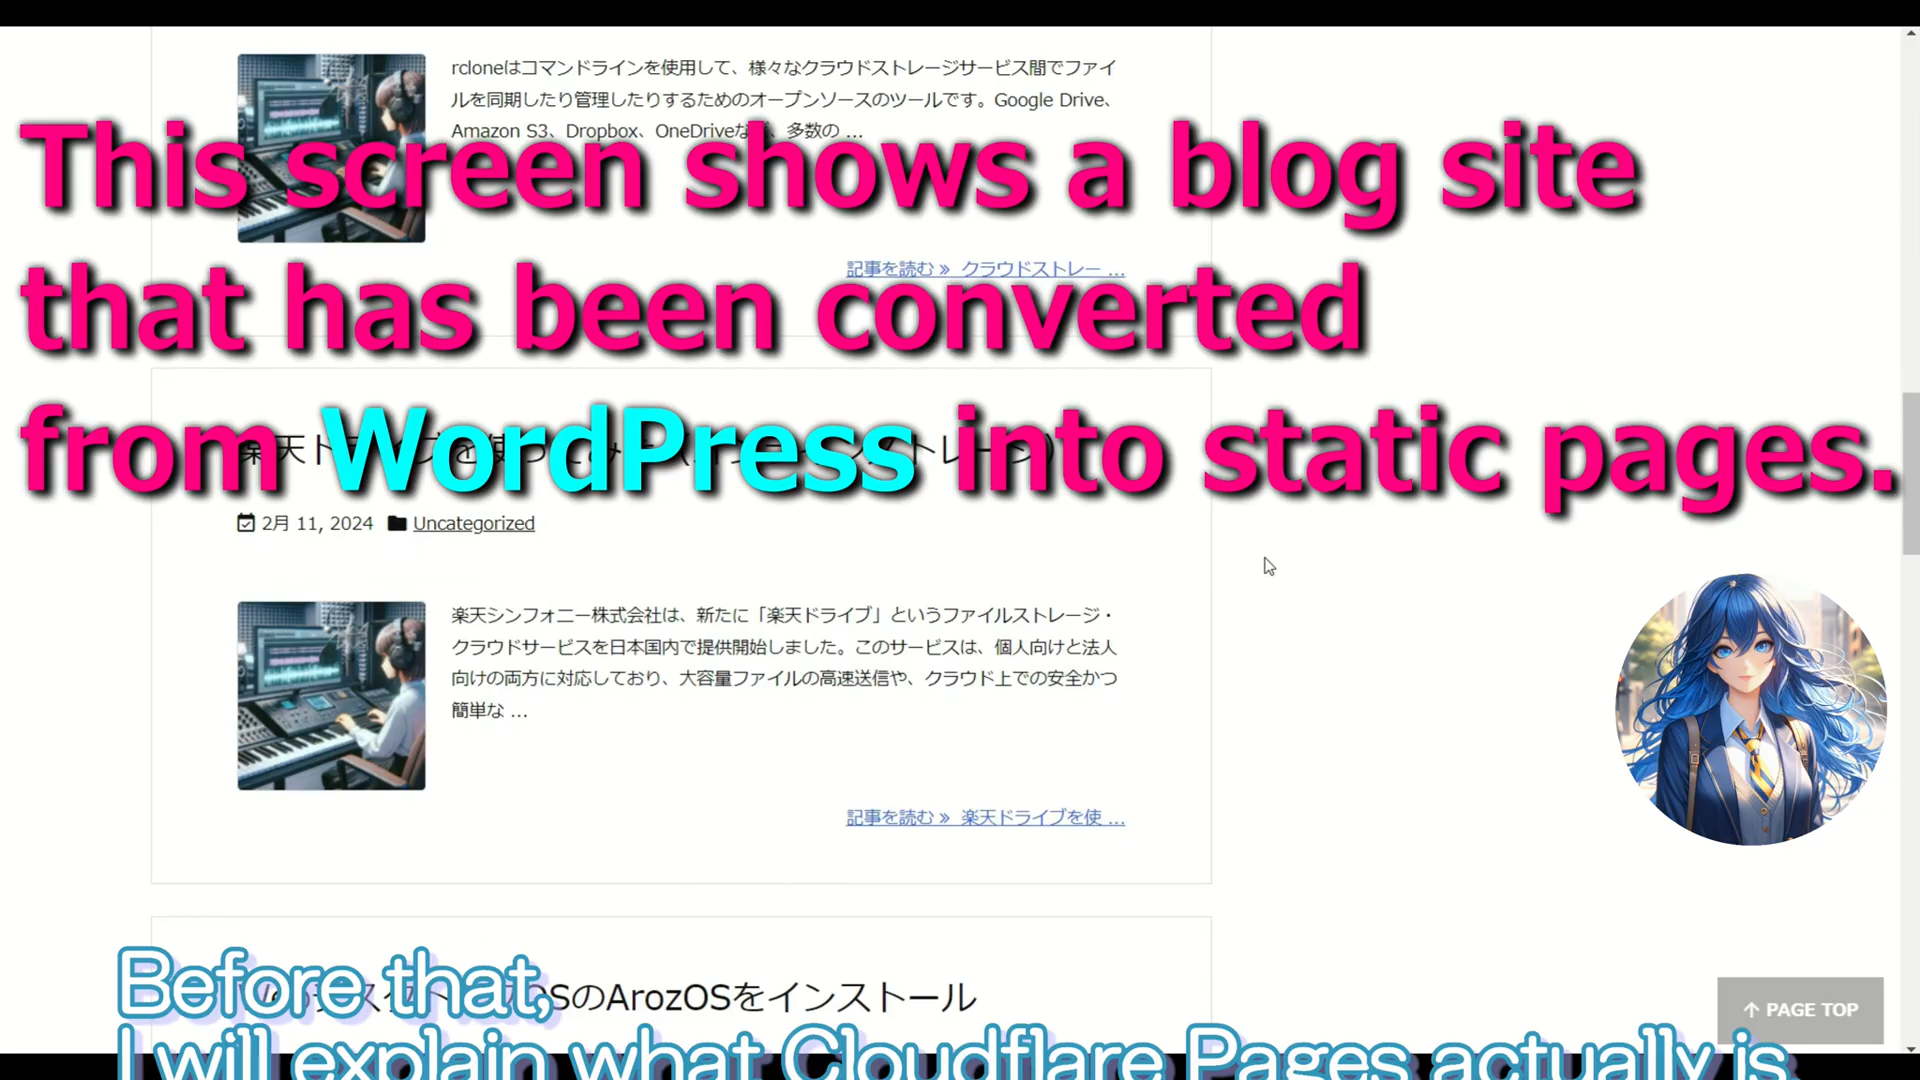 rcloneはコマンドラインを使用して、様々なクラウドストレージサービス間でファイ
ルを同期したり管理したりするためのオープンソースのツールです。Google Drive、
Amazon S3、Dropbox、OneDriveな 、多数の ...
This screen shows a blog site
記事を読む » クラウドストレー ...
that has been converted
from WordPress into static pages.
2月 11, 2024 Uncategorized
楽天シンフォニー株式会社は、新たに「楽天ドライブ」というファイルストレージ・
クラウドサービスを日本国内で提供開始しました。このサービスは、個人向けと法人
向けの両方に対応しており、大容量ファイルの高速送信や、クラウド上での安全かつ
簡単な ...
記事を読む » 楽天ドライブを使 ...
Before that,
OSのArozOSをインストール
PAGE TOP
I will explain what Cloudflare Pages actually is